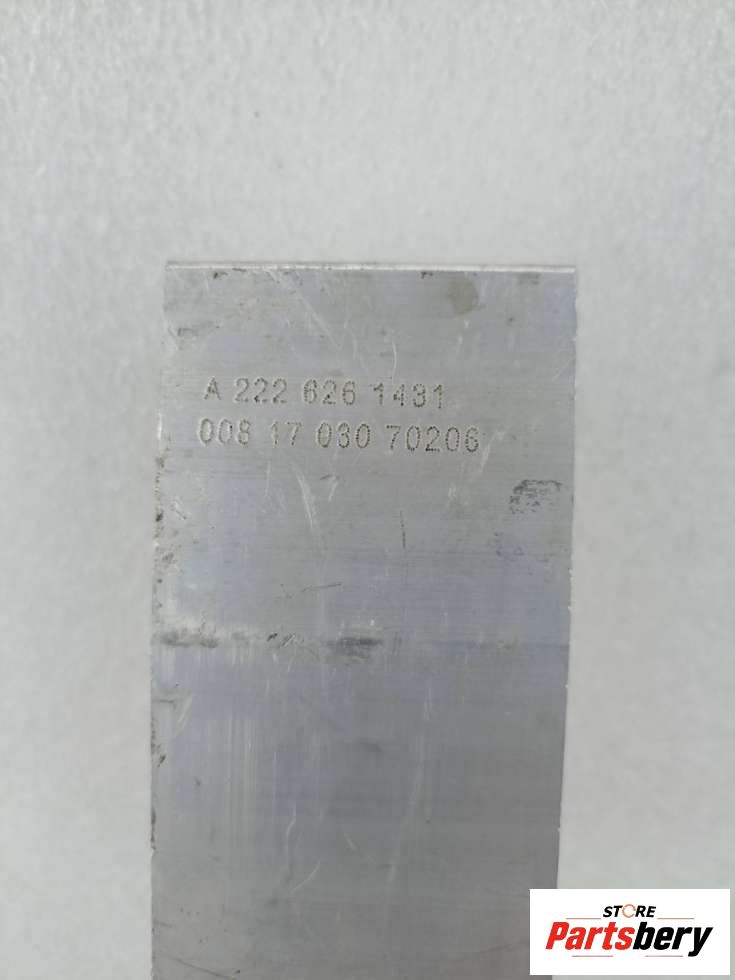 A 222 626 1431
008 17 030 70206
STORE
Partsbery